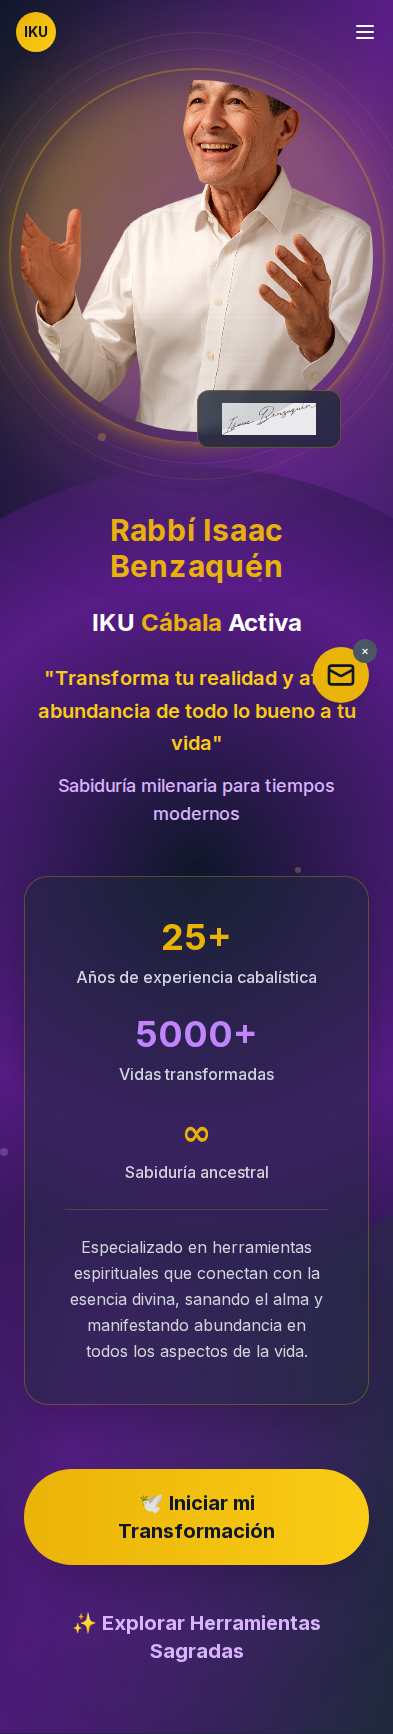 IKU
Isaac Benzaquén
Rabbí Isaac
Benzaquén
IKU Cábala Activa
"Transforma tu realidad y
abundancia de todo lo bueno a tu
vida"
Sabiduría milenaria para tiempos
modernos
25+
Años de experiencia cabalística
5000+
Vidas transformadas
∞
Sabiduría ancestral
Especializado en herramientas
espirituales que conectan con la
esencia divina, sanando el alma y
manifestando abundancia en
todos los aspectos de la vida.
🕊️ Iniciar mi
Transformación
✨ Explorar Herramientas
Sagradas